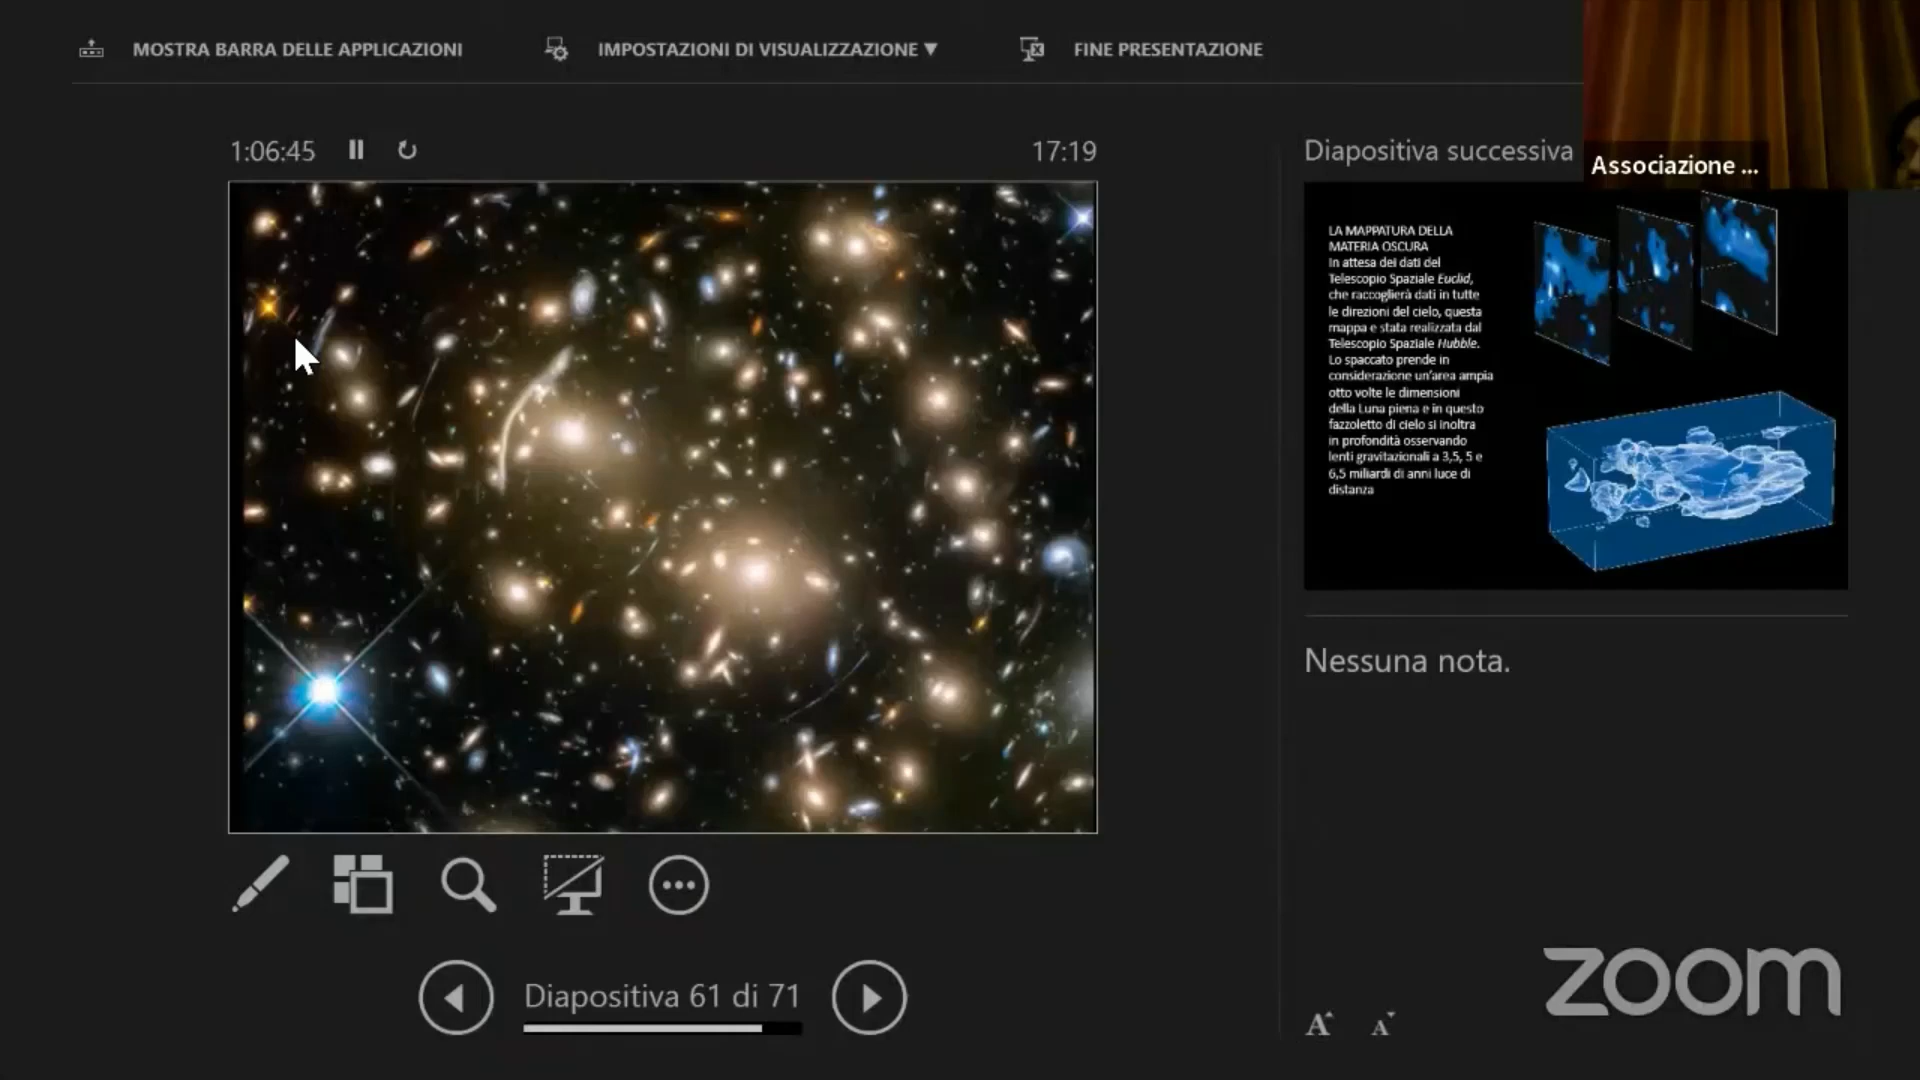 MOSTRA BARRA DELLE APPLICAZIONI
IMPOSTAZIONI DI VISUALIZZAZIONE ▼
FINE PRESENTAZIONE
1:06:45
17:19
Diapositiva successiva
Associazione ...
LA MAPPATURA DELLA
MATERIA OSCURA
In attesa dei dati del
Telescopio Spaziale Euclid,
che raccoglierà dati in tutte
le direzioni del cielo, questa
mappa e stata realizzata dal
Telescopio Spaziale Hubble.
Lo spaccato prende in
considerazione un'area ampia
otto volte le dimensioni
della Luna piena e in questo
fazzoletto di cielo si inoltra
in profondità osservando
lenti gravitazionali a 3,5, 5 e
6,5 miliardi di anni luce di
distanza
Nessuna nota.
Diapositiva 61 di 71
A A
zoom